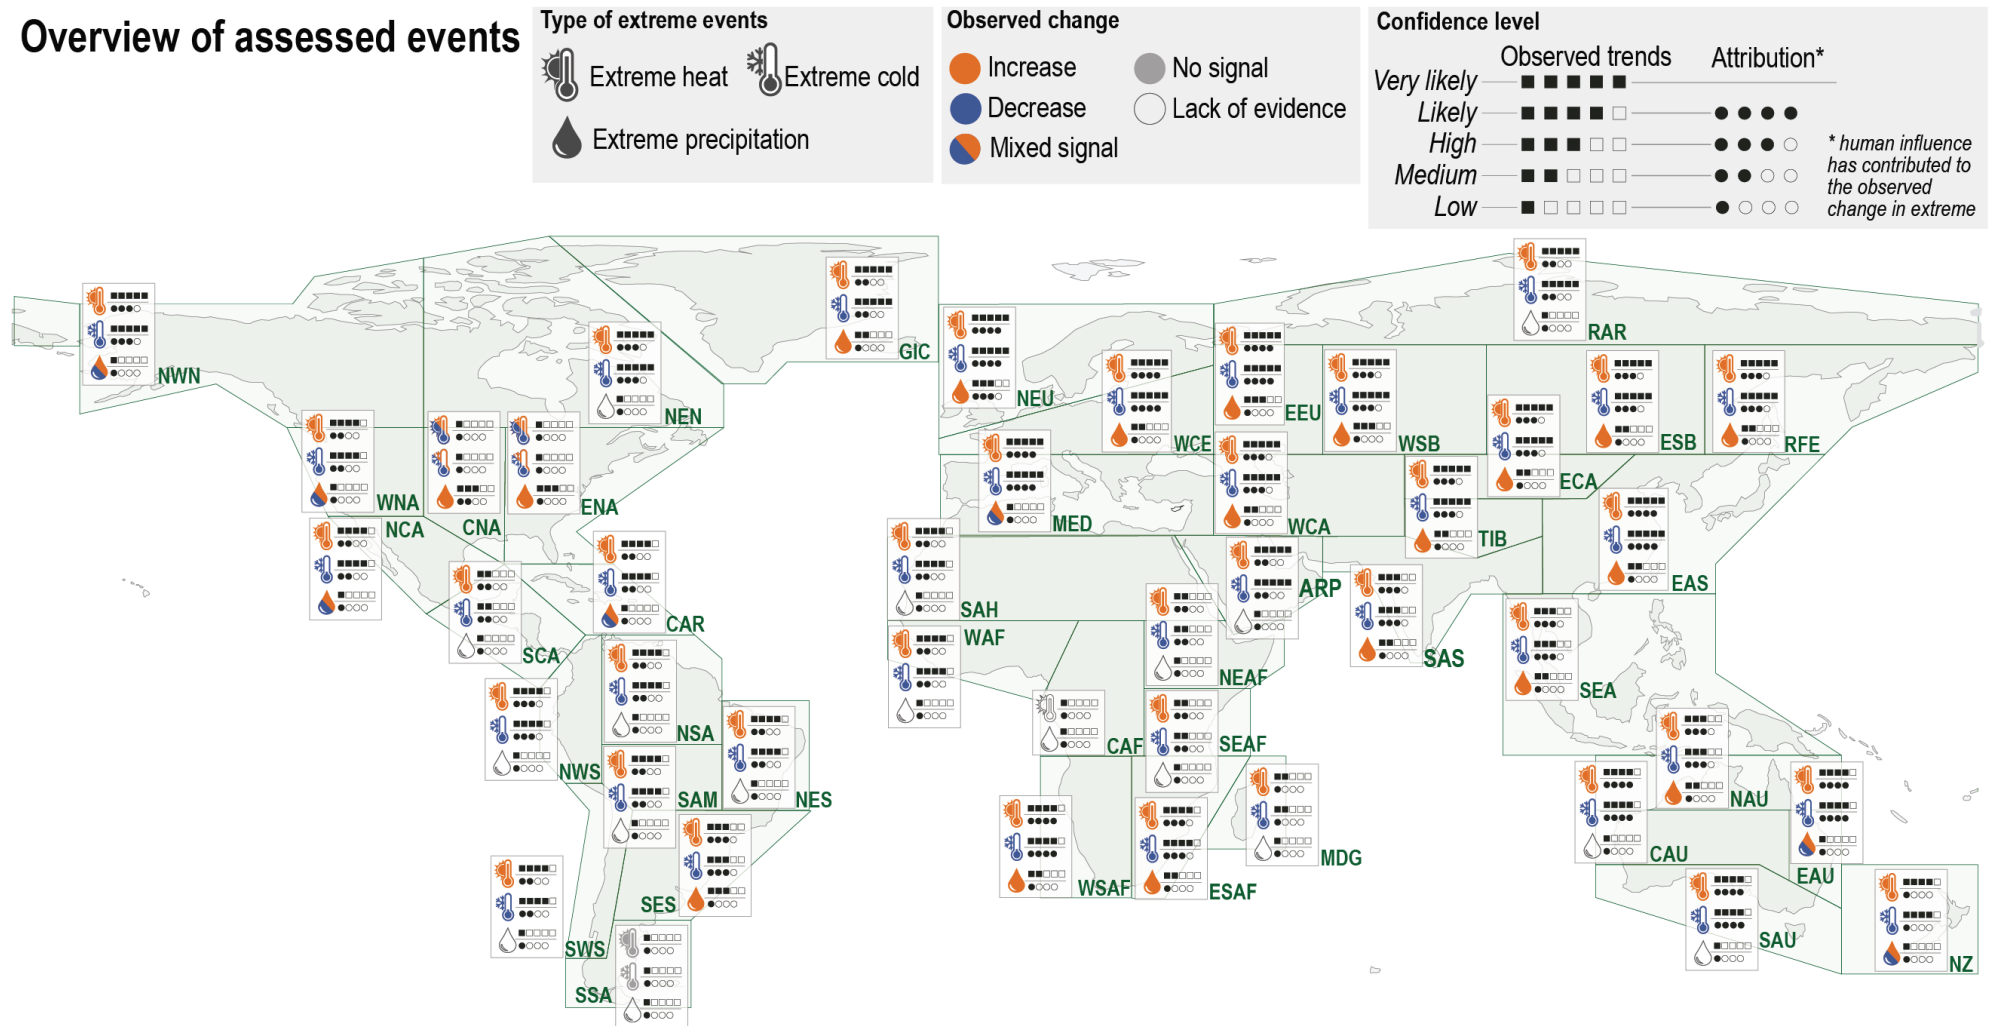 Overview of assessed events
Type of extreme events
Extreme heat
Extreme cold
Extreme precipitation
Observed change
Increase
No signal
Decrease
Lack of evidence
Mixed signal
Confidence level
Observed trends
Attribution*
Very likely
Likely
High
Medium
Low
* human influence
has contributed to
the observed
change in extreme
RAR
GIC
NWN
NEN
NEU
WCE
EEU
WSB
ESB
RFE
ECA
WNA
CNA
ENA
NCA
MED
WCA
TIB
EAS
SAH
ARP
CAR
WAF
SCA
NEAF
SAS
SEA
NSA
CAF
SEAF
NWS
SAM
NES
NAU
MDG
CAU
WSAF
ESAF
EAU
SES
SWS
SAU
NZ
SSA